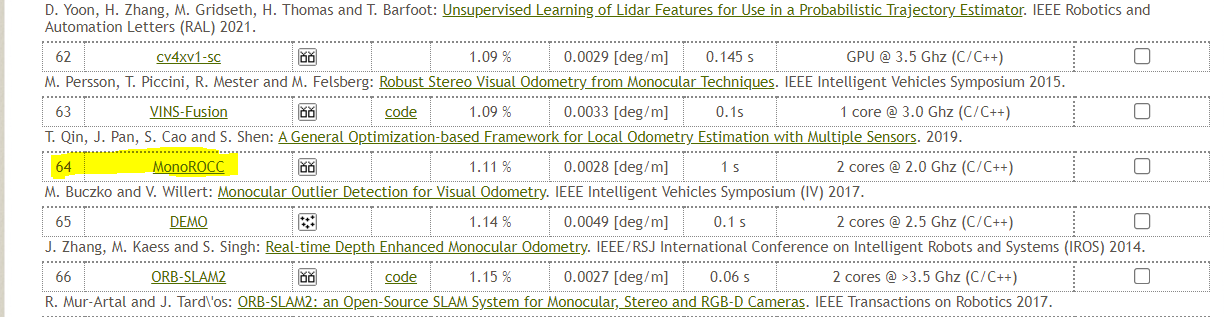 D. Yoon, H. Zhang, M. Gridseth, H. Thomas and T. Barfoot: Unsupervised Learning of Lidar Features for Use in a Probabilistic Trajectory Estimator. IEEE Robotics and
Automation Letters (RAL) 2021.
62 cv4xv1-sc 1.09 % 0.0029 [deg/m] 0.145 s GPU @ 3.5 Ghz (C/C++)
M. Persson, T. Piccini, R. Mester and M. Felsberg: Robust Stereo Visual Odometry from Monocular Techniques. IEEE Intelligent Vehicles Symposium 2015.
63 VINS-Fusion code 1.09 % 0.0033 [deg/m] 0.1s 1 core @ 3.0 Ghz (C/C++)
T. Qin, J. Pan, S. Cao and S. Shen: A General Optimization-based Framework for Local Odometry Estimation with Multiple Sensors. 2019.
64 MonoROCC 1.11 % 0.0028 [deg/m] 1 s 2 cores @ 2.0 Ghz (C/C++)
M. Buczko and V. Willert: Monocular Outlier Detection for Visual Odometry. IEEE Intelligent Vehicles Symposium (IV) 2017.
65 DEMO 1.14 % 0.0049 [deg/m] 0.1 s 2 cores @ 2.5 Ghz (C/C++)
J. Zhang, M. Kaess and S. Singh: Real-time Depth Enhanced Monocular Odometry. IEEE/RSJ International Conference on Intelligent Robots and Systems (IROS) 2014.
66 ORB-SLAM2 code 1.15 % 0.0027 [deg/m] 0.06 s 2 cores @ >3.5 Ghz (C/C++)
R. Mur-Artal and J. Tard\'os: ORB-SLAM2: an Open-Source SLAM System for Monocular, Stereo and RGB-D Cameras. IEEE Transactions on Robotics 2017.